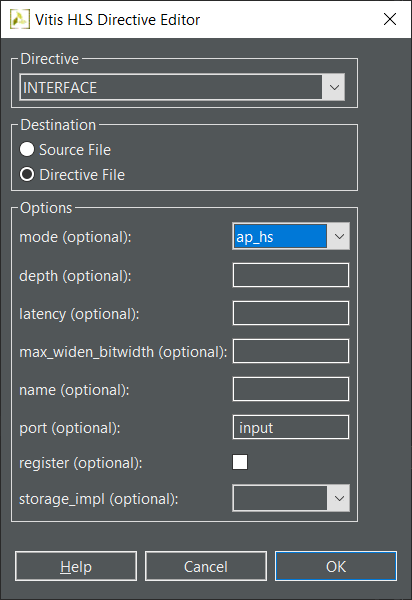 Vitis HLS Directive Editor
Directive
INTERFACE
Destination
Source File
Directive File
Options
mode (optional): ap_hs
depth (optional):
latency (optional):
max_widen_bitwidth (optional):
name (optional):
port (optional): input
register (optional):
storage_impl (optional):
Help Cancel OK